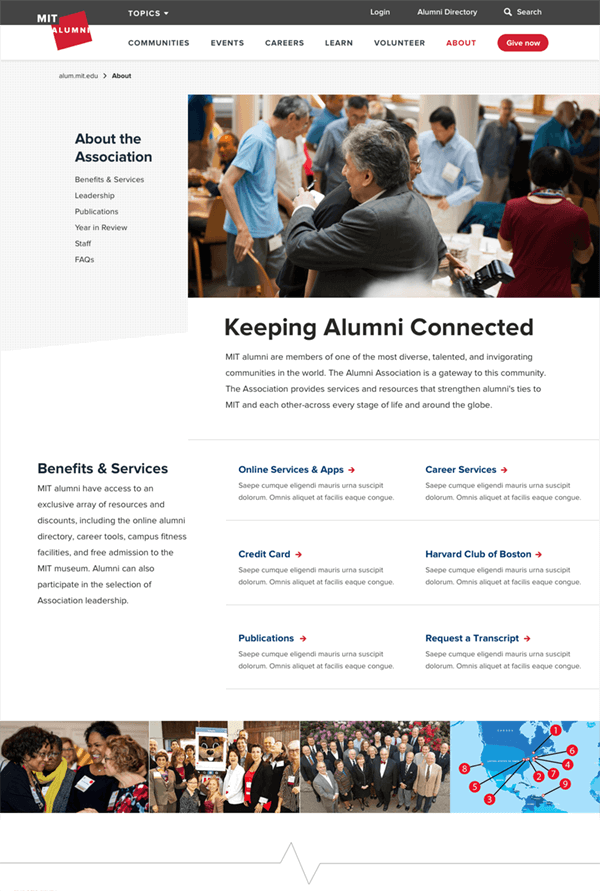 MIT
ALUMNI
TOPICS
Login
Alumni Directory
Search
COMMUNITIES
EVENTS
CAREERS
LEARN
VOLUNTEER
ABOUT
Give now
alum.mit.edu > About
About the
Association
Benefits & Services
Leadership
Publications
Year in Review
Staff
FAQs
Keeping Alumni Connected
MIT alumni are members of one of the most diverse, talented, and invigorating
communities in the world. The Alumni Association is a gateway to this community.
The Association provides services and resources that strengthen alumni's ties to
MIT and each other-across every stage of life and around the globe.
Benefits & Services
MIT alumni have access to an
exclusive array of resources and
discounts, including the online alumni
directory, career tools, campus fitness
facilities, and free admission to the
MIT museum. Alumni can also
participate in the selection of
Association leadership.
Online Services & Apps →
Saepe cumque eligendi mauris urna suscipit
dolorum. Omnis aliquet at facilis eaque congue.
Career Services →
Saepe cumque eligendi mauris urna suscipit
dolorum. Omnis aliquet at facilis eaque congue.
Credit Card →
Saepe cumque eligendi mauris urna suscipit
dolorum. Omnis aliquet at facilis eaque congue.
Harvard Club of Boston →
Saepe cumque eligendi mauris urna suscipit
dolorum. Omnis aliquet at facilis eaque congue.
Publications →
Saepe cumque eligendi mauris urna suscipit
dolorum. Omnis aliquet at facilis eaque congue.
Request a Transcript →
Saepe cumque eligendi mauris urna suscipit
dolorum. Omnis aliquet at facilis eaque congue.
1
6
8
4
5
2
7
9
3